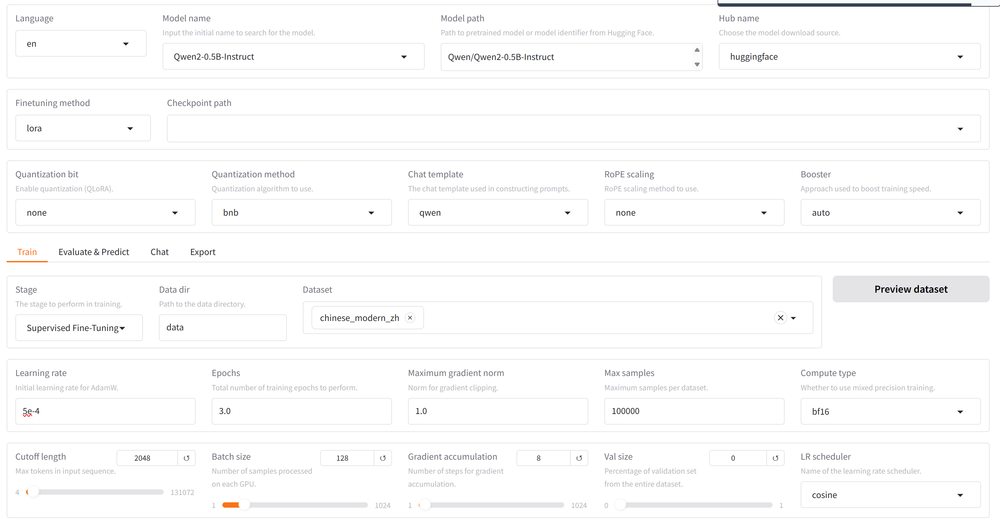 Language
en
Model name
Input the initial name to search for the model.
Qwen2-0.5B-Instruct
Model path
Path to pretrained model or model identifier from Hugging Face.
Qwen/Qwen2-0.5B-Instruct
Hub name
Choose the model download source.
huggingface
Finetuning method
lora
Checkpoint path
Quantization bit
Enable quantization (QLoRA).
none
Quantization method
Quantization algorithm to use.
bnb
Chat template
The chat template used in constructing prompts.
qwen
RoPE scaling
RoPE scaling method to use.
none
Booster
Approach used to boost training speed.
auto
Train
Evaluate & Predict
Chat
Export
Stage
The stage to perform in training.
Supervised Fine-Tuning
Data dir
Path to the data directory.
data
Dataset
chinese_modern_zh
Preview dataset
Learning rate
Initial learning rate for AdamW.
5e-4
Epochs
Total number of training epochs to perform.
3.0
Maximum gradient norm
Norm for gradient clipping.
1.0
Max samples
Maximum samples per dataset.
100000
Compute type
Whether to use mixed precision training.
bf16
Cutoff length
2048
Max tokens in input sequence.
4
131072
Batch size
128
Number of samples processed
on each GPU.
1
1024
Gradient accumulation
8
Number of steps for gradient
accumulation.
1
1024
Val size
0
Percentage of validation set
from the entire dataset.
0
1
LR scheduler
Name of the learning rate scheduler.
cosine